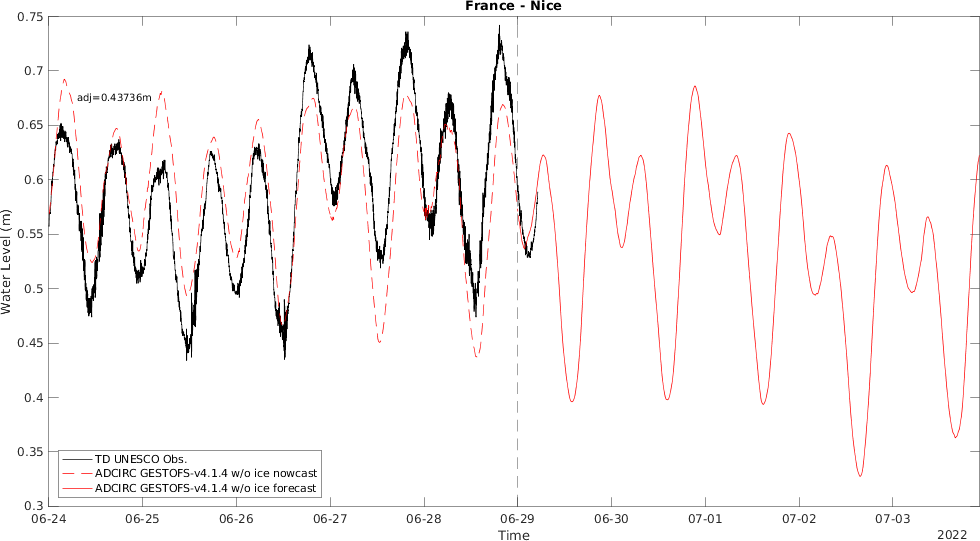 France - Nice
0.75
0.7
0.65
0.6
0.55
0.5
0.45
0.4
0.35
0.3
Water Level (m)
adj=0.43736m
TD UNESCO Obs.
ADCIRC GESTOFS-v4.1.4 w/o ice nowcast
ADCIRC GESTOFS-v4.1.4 w/o ice forecast
06-24 06-25 06-26 06-27 06-28 06-29 06-30 07-01 07-02 07-03
Time
2022